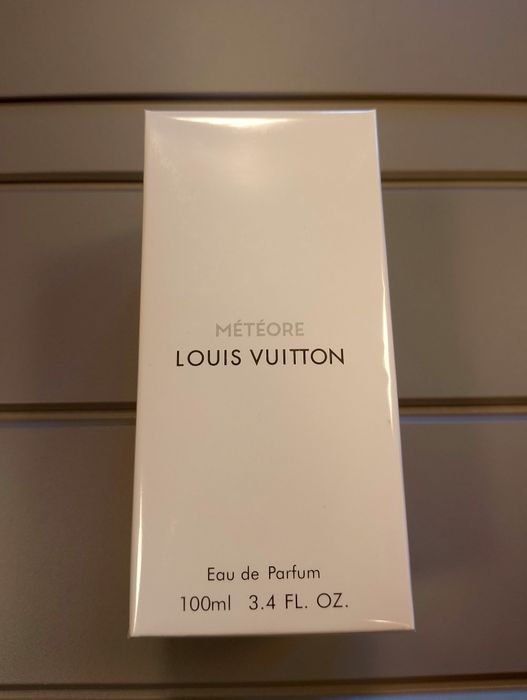 MÉTÉORE
LOUIS VUITTON
Eau de Parfum
100ml 3.4 FL. OZ.